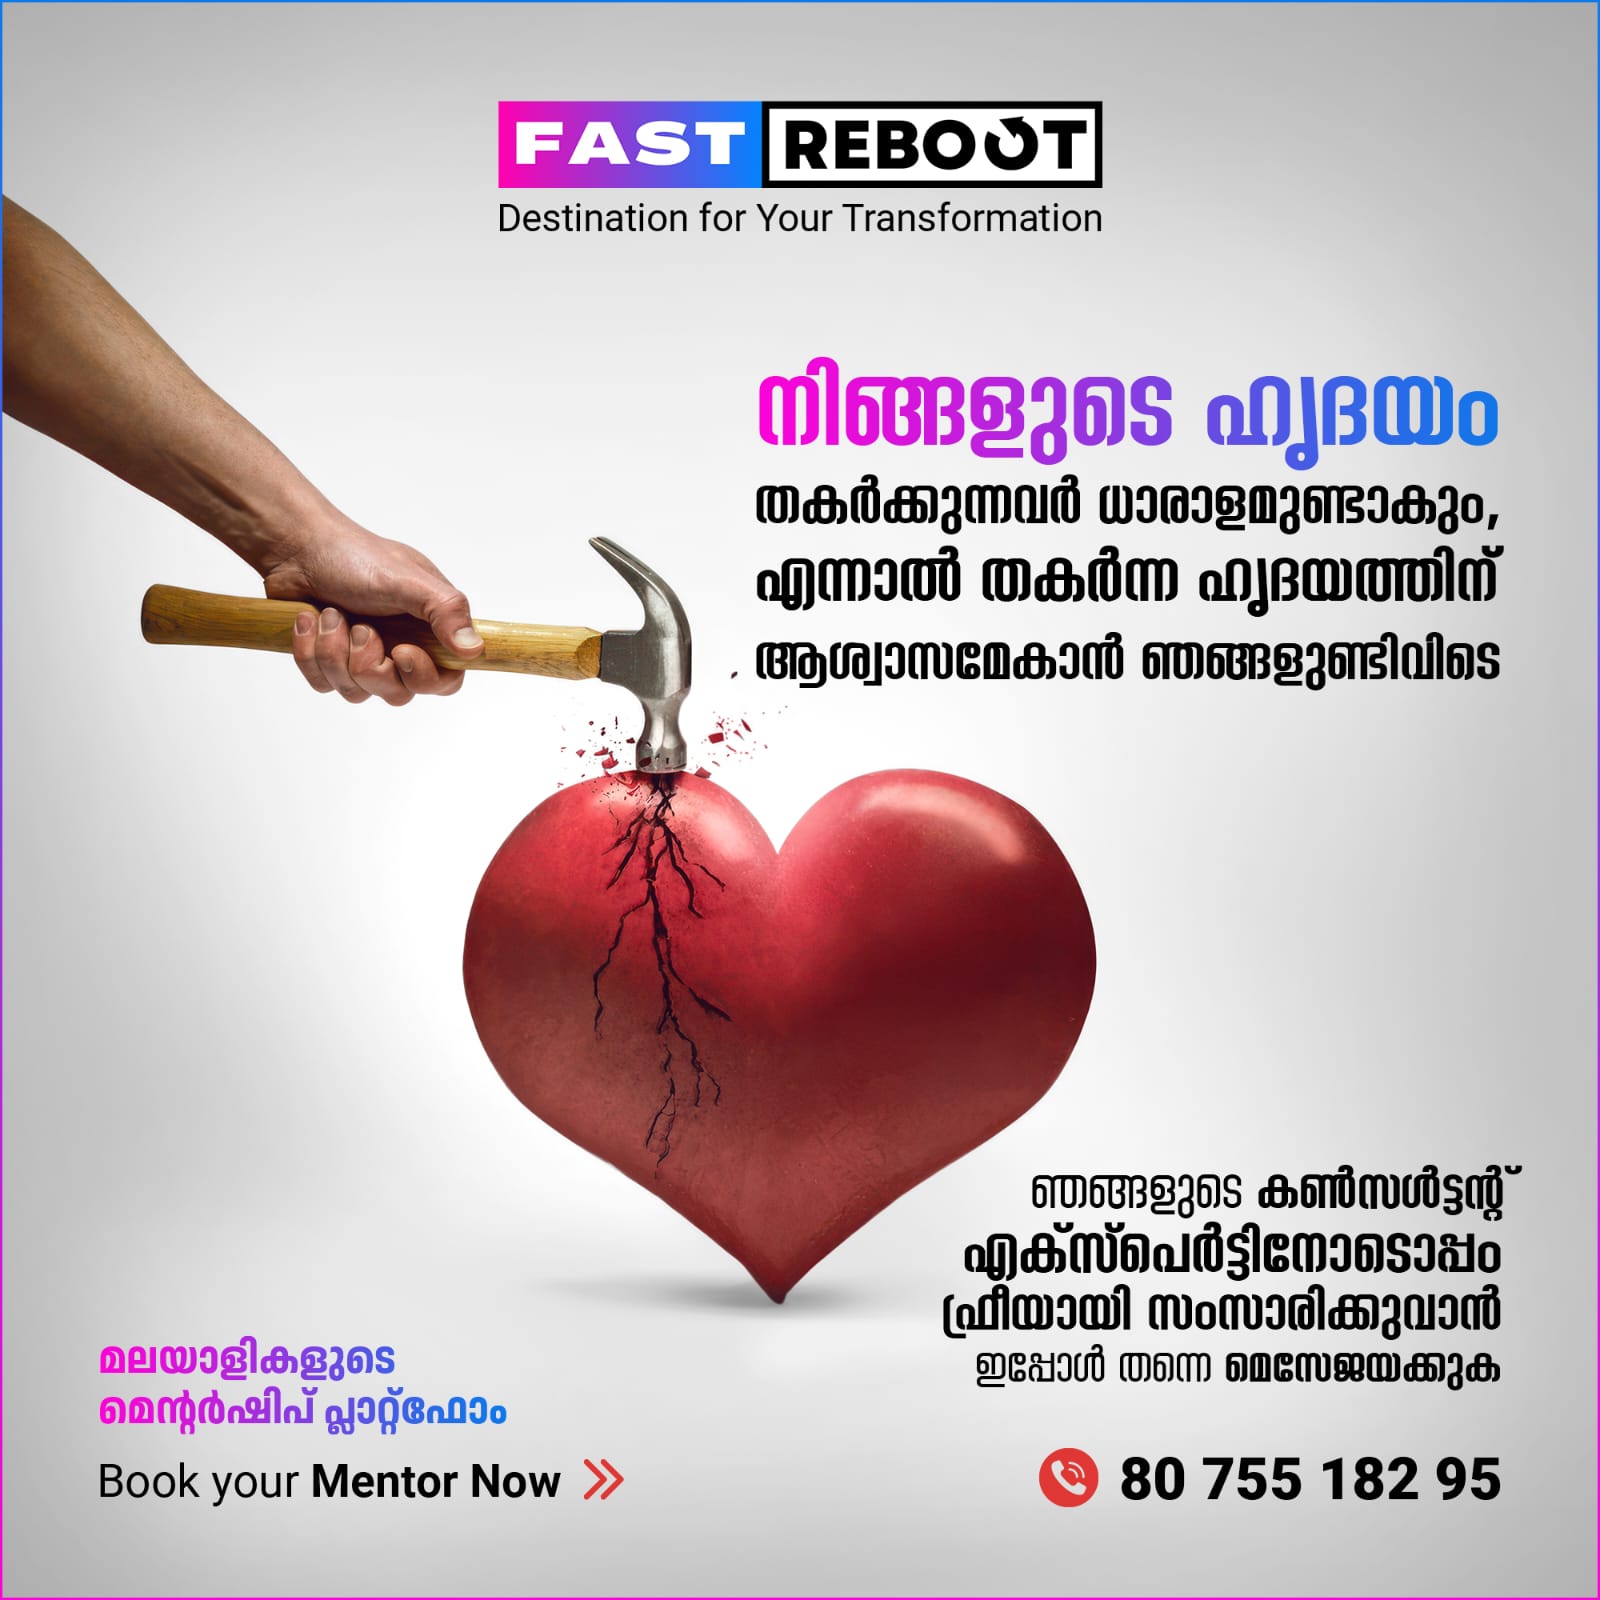 FAST REBOOT
Destination for Your Transformation
നിങ്ങളുടെ ഹൃദയം
തകർക്കുന്നവർ ധാരാളമുണ്ടാകും,
എന്നാൽ തകർന്ന ഹൃദയത്തിന്
ആശ്വാസമേകാൻ ഞങ്ങളുണ്ടിവിടെ
ഞങ്ങളുടെ കൺസൾട്ടന്റ്
എക്സ്പെർട്ടിനോടൊപ്പം
ഫ്രീയായി സംസാരിക്കുവാൻ
ഇപ്പോൾ തന്നെ മെസേജയക്കുക
മലയാളികളുടെ
മെന്റർഷിപ് പ്ലാറ്റ്ഫോം
Book your Mentor Now
80 755 182 95